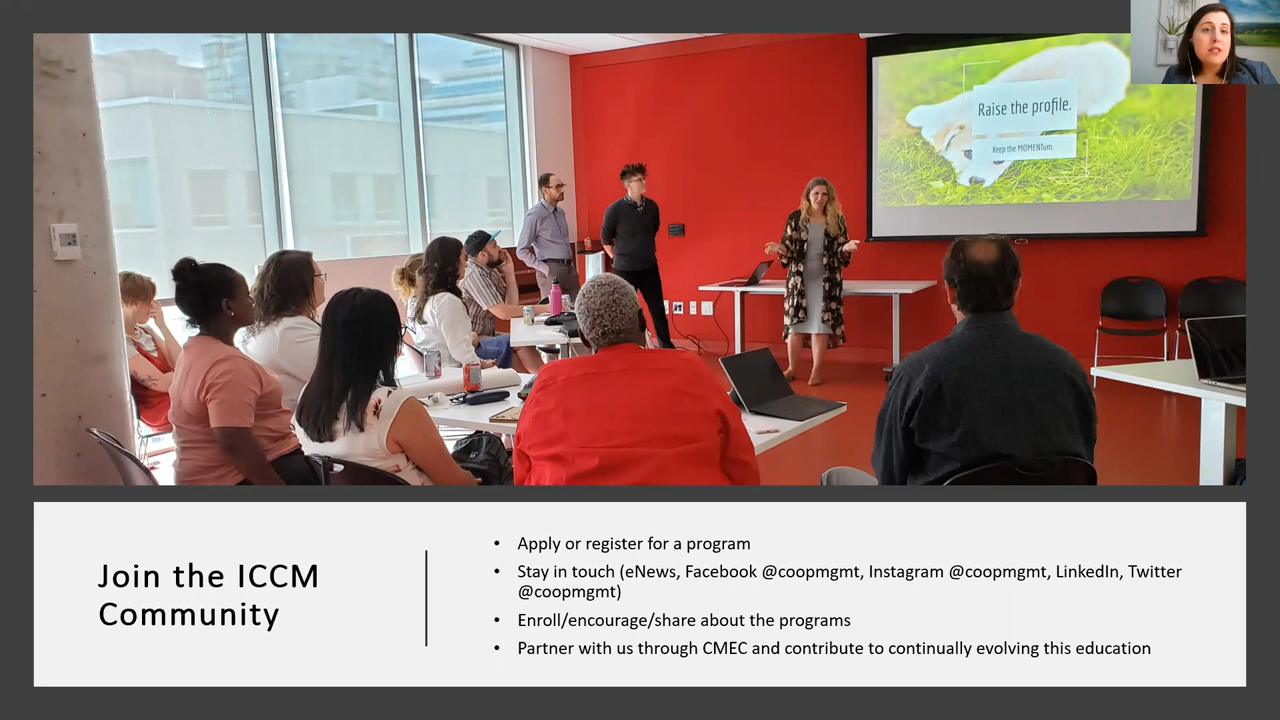 Raise the profile.
Keep the MOMENTum.
Join the ICCM
Community
• Apply or register for a program
• Stay in touch (eNews, Facebook @coopmgmt, Instagram @coopmgmt, LinkedIn, Twitter
@coopmgmt)
• Enroll/encourage/share about the programs
• Partner with us through CMEC and contribute to continually evolving this education